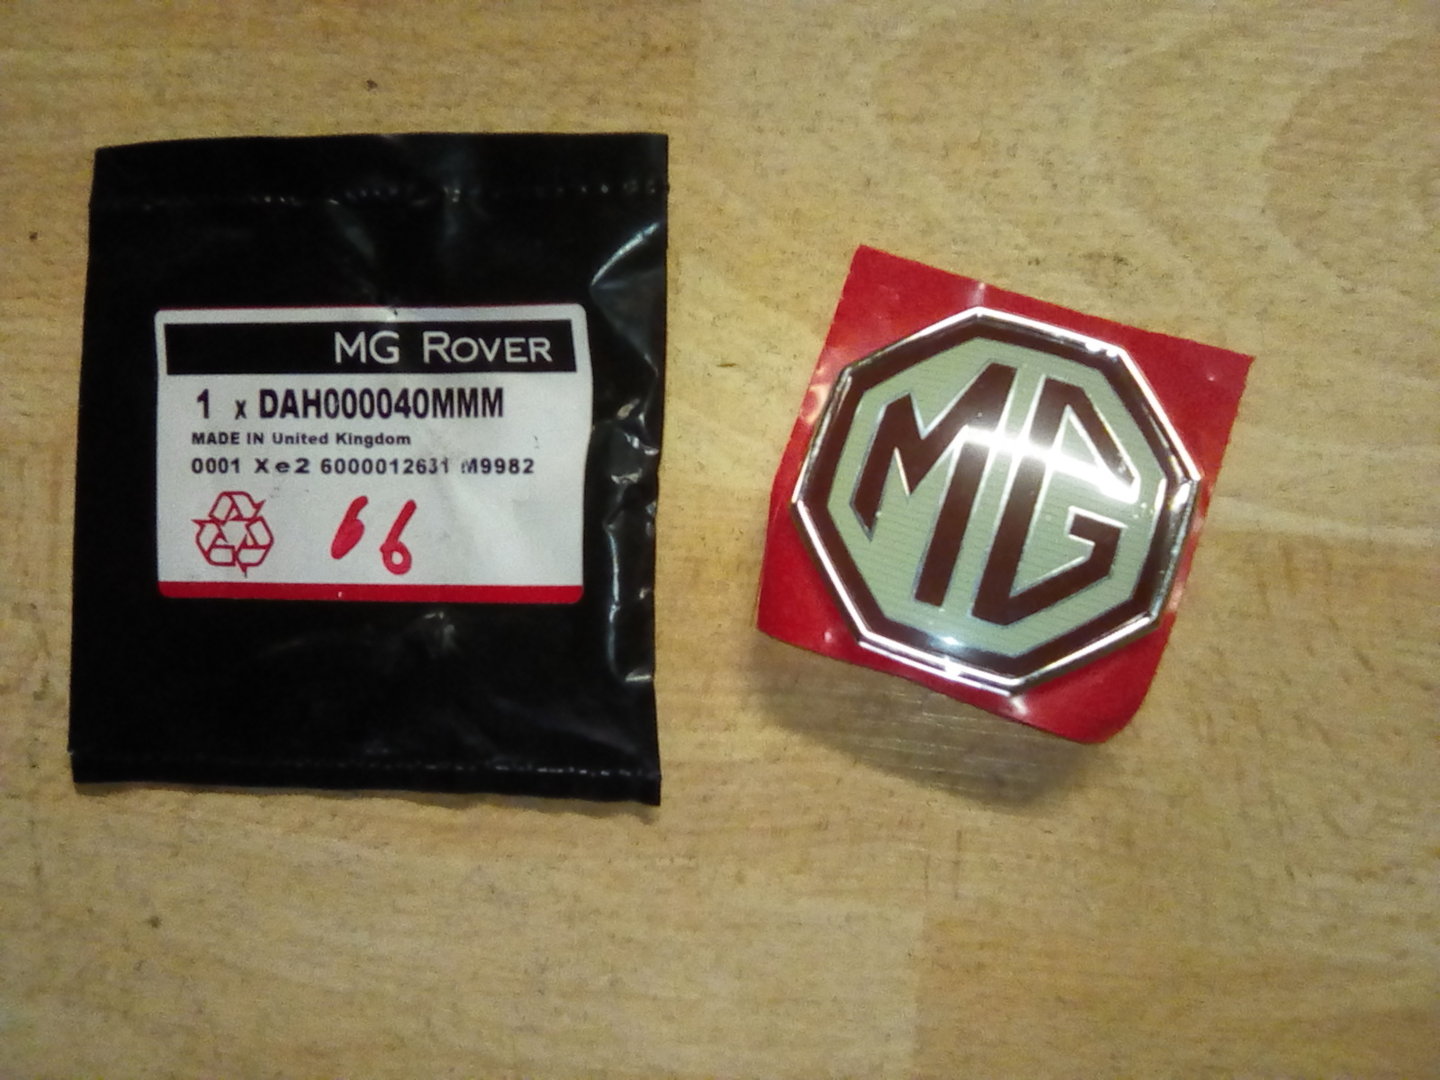 MG ROVER
1 x DAH000040MMM
MADE IN United Kingdom
0001 Xe2 6000012631 M9982
66
MG